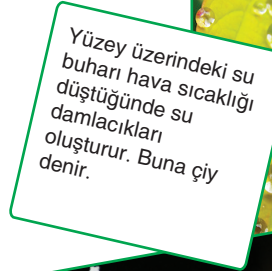 Yüzey üzerindeki su
buharı hava sıcaklığı
düştüğünde su
damlacıkları
oluşturur. Buna çiy
denir.